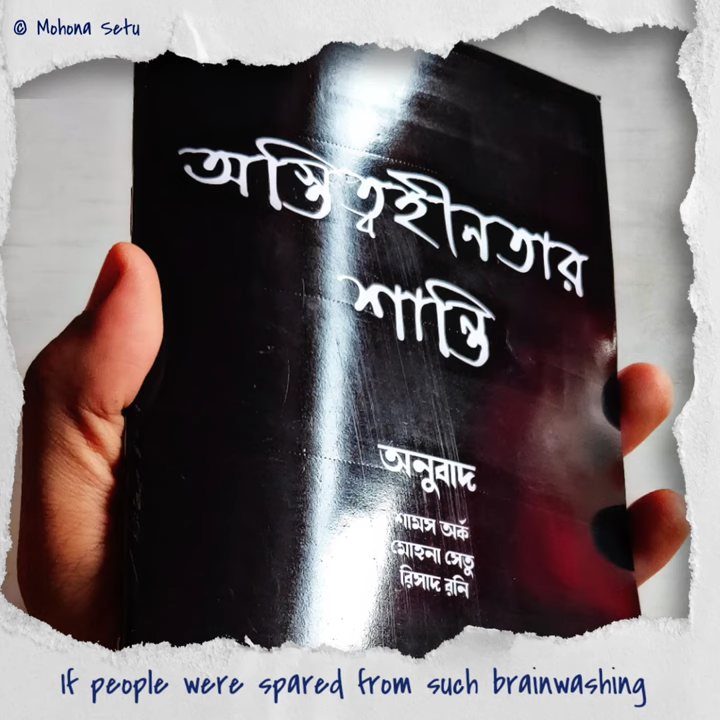 © Mohona Setu
অস্তিত্বহীনতার
শান্তি
অনুবাদ
শামস অর্ক
মোহনা সেতু
রিসাদ রনি
If people were spared from such brainwashing